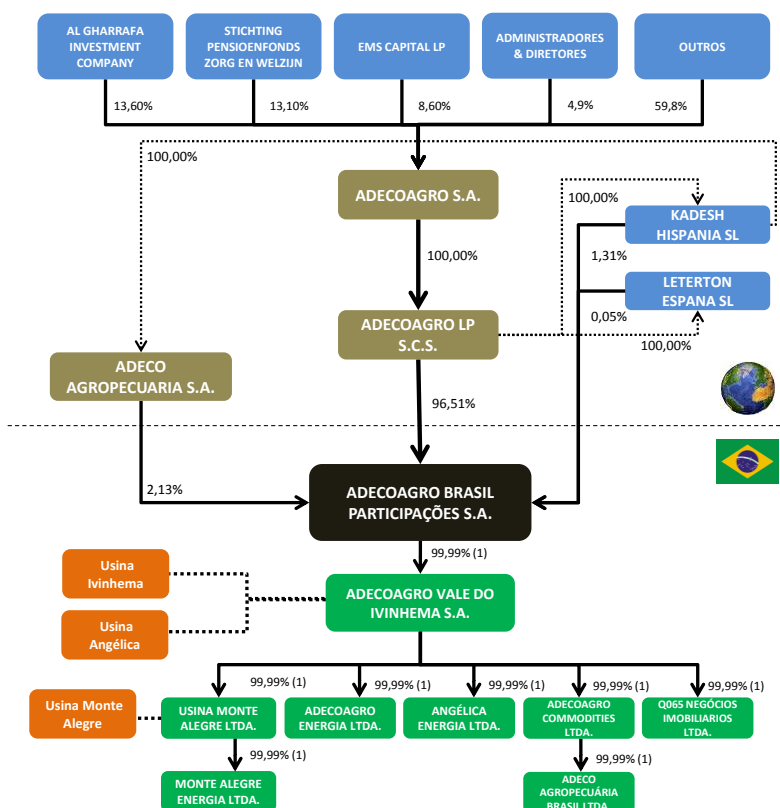 AL GHARRAFA
INVESTMENT
COMPANY
STICHTING
PENSIOENFONDS
ZORG EN WELZIJN
EMS CAPITAL LP
ADMINISTRADORES
& DIRETORES
OUTROS
13,60%
13,10%
8,60%
4,9%
59,8%
100,00%
ADECOAGRO S.A.
100,00%
KADESH
HISPANIA SL
1,31%
100,00%
LETERTON
ESPANA SL
0,05%
ADECOAGRO LP
S.C.S.
100,00%
ADECO
AGROPECUARIA S.A.
96,51%
2,13%
ADECOAGRO BRASIL
PARTICIPAÇÕES S.A.
99,99% (1)
Usina
Ivinhema
ADECOAGRO VALE DO
IVINHEMA S.A.
Usina
Angélica
99,99% (1)
99,99% (1)
99,99% (1)
99,99% (1)
99,99% (1)
Usina Monte
Alegre
USINA MONTE
ALEGRE LTDA.
ADECOAGRO
ENERGIA LTDA.
ANGÉLICA
ENERGIA LTDA.
ADECOAGRO
COMMODITIES
LTDA.
Q065 NEGÓCIOS
IMOBILIARIOS
LTDA.
99,99% (1)
99,99% (1)
MONTE ALEGRE
ENERGIA LTDA.
ADECO
AGROPECUÁRIA
BRASIL LTDA.